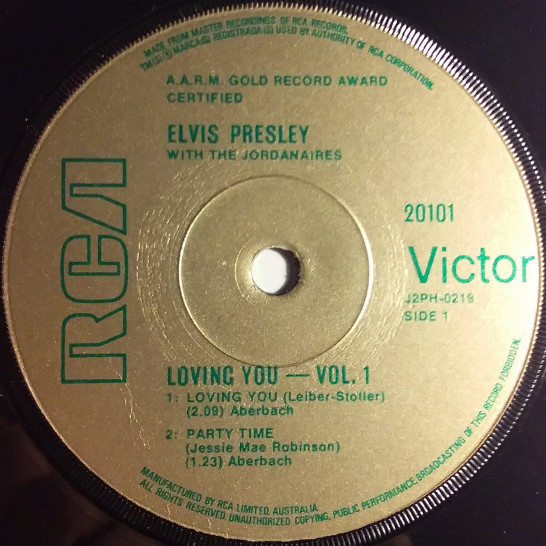 MADE FROM MASTER RECORDINGS OF RCA RECORDS.
TM(S) ® MARCA(S) REGISTRADA(S) USED BY AUTHORITY OF RCA CORPORATION.
A.A.R.M. GOLD RECORD AWARD
CERTIFIED
ELVIS PRESLEY
WITH THE JORDANAIRES
RCA
20101
Victor
J2PH-0219
SIDE 1
LOVING YOU — VOL. 1
1: LOVING YOU (Leiber-Stoller)
(2.09) Aberbach
2: PARTY TIME
(Jessie Mae Robinson)
(1.23) Aberbach
MANUFACTURED BY RCA LIMITED, AUSTRALIA.
ALL RIGHTS RESERVED. UNAUTHORIZED COPYING, PUBLIC PERFORMANCE, BROADCASTING OF THIS RECORD FORBIDDEN.